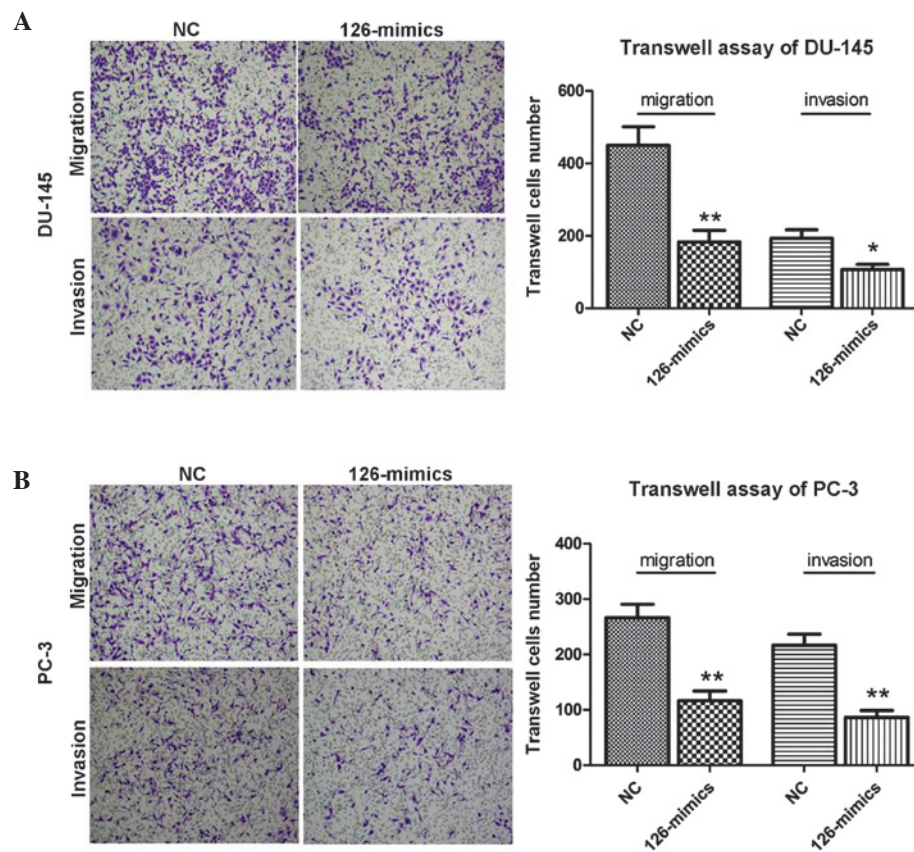 A
NC
126-mimics
DU-145
Migration
Invasion
Transwell assay of DU-145
Transwell cells number
600
400
200
0
migration
invasion
**
*
NC
126-mimics
NC
126-mimics
B
NC
126-mimics
PC-3
Migration
Invasion
Transwell assay of PC-3
Transwell cells number
400
300
200
100
0
migration
invasion
**
**
NC
126-mimics
NC
126-mimics